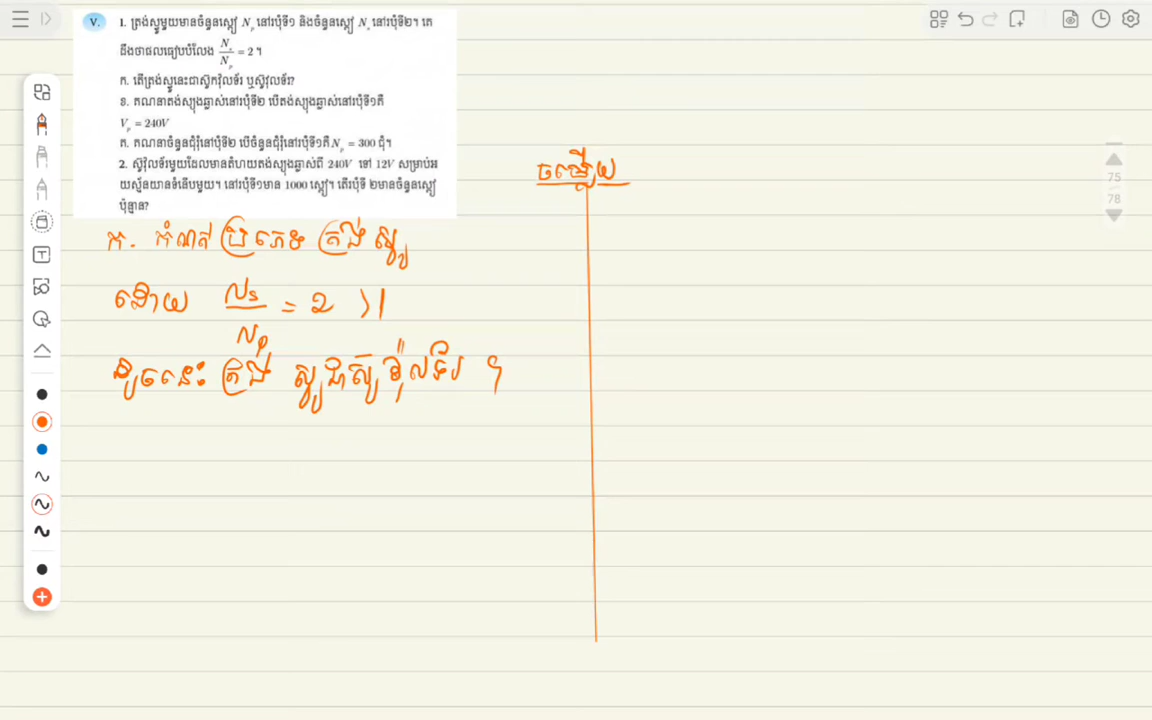 V. 1. ត្រង់ស្វូមួយមានចំនួនស្ពៀ Nₚ នៅរបុំទី១ និងចំនួនស្ពៀ Nₛ នៅរបុំទី២។ គេ
ដឹងថាផលធៀបបំលែង Nₛ/Nₚ = 2 ។
ក. តើត្រង់ស្វូនេះជាស៊ូកវ៉ុលទ័រ ឬស៊ូវ៉ុលទ័រ?
ខ. គណនាតង់ស្យុងឆ្លាស់នៅរបុំទី២ បើតង់ស្យុងឆ្លាស់នៅរបុំទី១គឺ
Vₚ = 240V
គ. គណនាចំនួនជុំរុំនៅបុំទី២ បើចំនួនជុំរុំនៅរបុំទី១គឺ Nₚ = 300 ជុំ។
2. ស៊ូវ៉ុលទ័រមួយដែលមានតំហយតង់ស្យុងឆ្លាស់ពី 240V ទៅ 12V សម្រាប់អ
យស្ម័នយានទំនើបមួយ។ នៅរបុំទី១មាន 1000 ស្ពៀ។ តើរបុំទី ២មានចំនួនស្ពៀ
ប៉ុន្មាន?
ចម្លើយ
ក. កំណត់ ប្រភេទ ត្រង់ ស្វូ
ដោយ Ns/Np = 2 >1
ដូចនេះ ត្រង់ ស្វូជាស៊ូវ៉ុលទ័រ ។
75
78
T